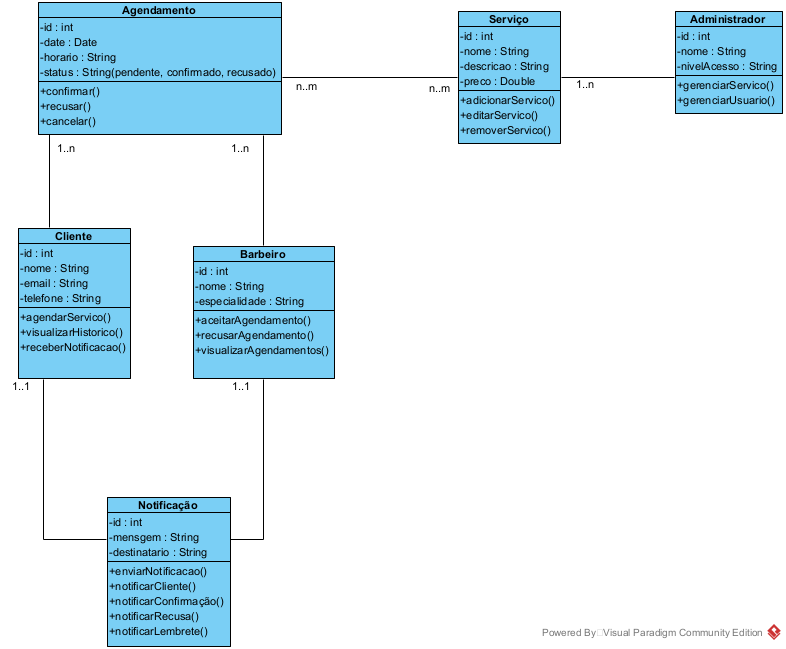 Agendamento
-id : int
-date : Date
-horario : String
-status : String(pendente, confirmado, recusado)
+confirmar()
+recusar()
+cancelar()
n..m
n..m
Serviço
-id : int
-nome : String
-descricao : String
-preco : Double
+adicionarServico()
+editarServico()
+removerServico()
1..n
Administrador
-id : int
-nome : String
-nivelAcesso : String
+gerenciarServico()
+gerenciarUsuario()
1..n
1..n
Cliente
-id : int
-nome : String
-email : String
-telefone : String
+agendarServico()
+visualizarHistorico()
+receberNotificacao()
Barbeiro
-id : int
-nome : String
-especialidade : String
+aceitarAgendamento()
+recusarAgendamento()
+visualizarAgendamentos()
1..1
1..1
Notificação
-id : int
-mensgem : String
-destinatario : String
+enviarNotificacao()
+notificarCliente()
+notificarConfirmação()
+notificarRecusa()
+notificarLembrete()
Powered By Visual Paradigm Community Edition